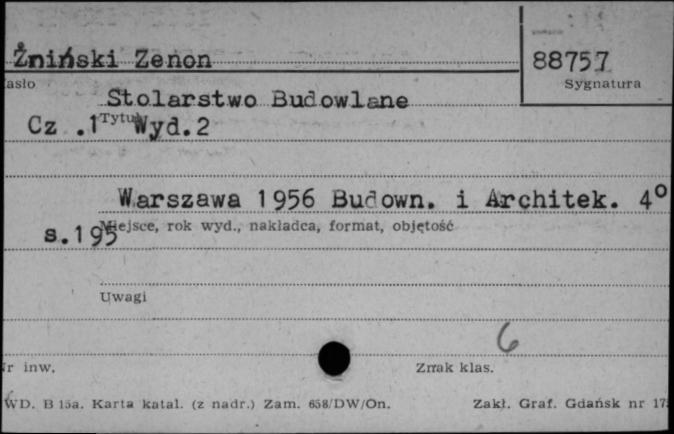 Żniński Zenon
88757
asło
Sygnatura
Stolarstwo Budowlane
Cz .1 Tytuł Wyd.2
Warszawa 1956 Budown. i Architek. 4°
s.195
Miejsce, rok wyd., nakładca, format, objętość
Uwagi
6
r inw.
Znak klas.
WD. B 15a. Karta katal. (z nadr.) Zam. 658/DW/On.
Zakł. Graf. Gdańsk nr 17